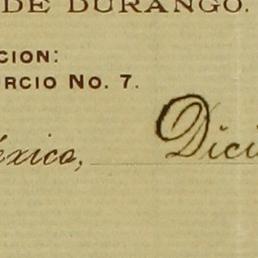 DE DURANGO.
CION:
RCIO No. 7.
éxico, Dici